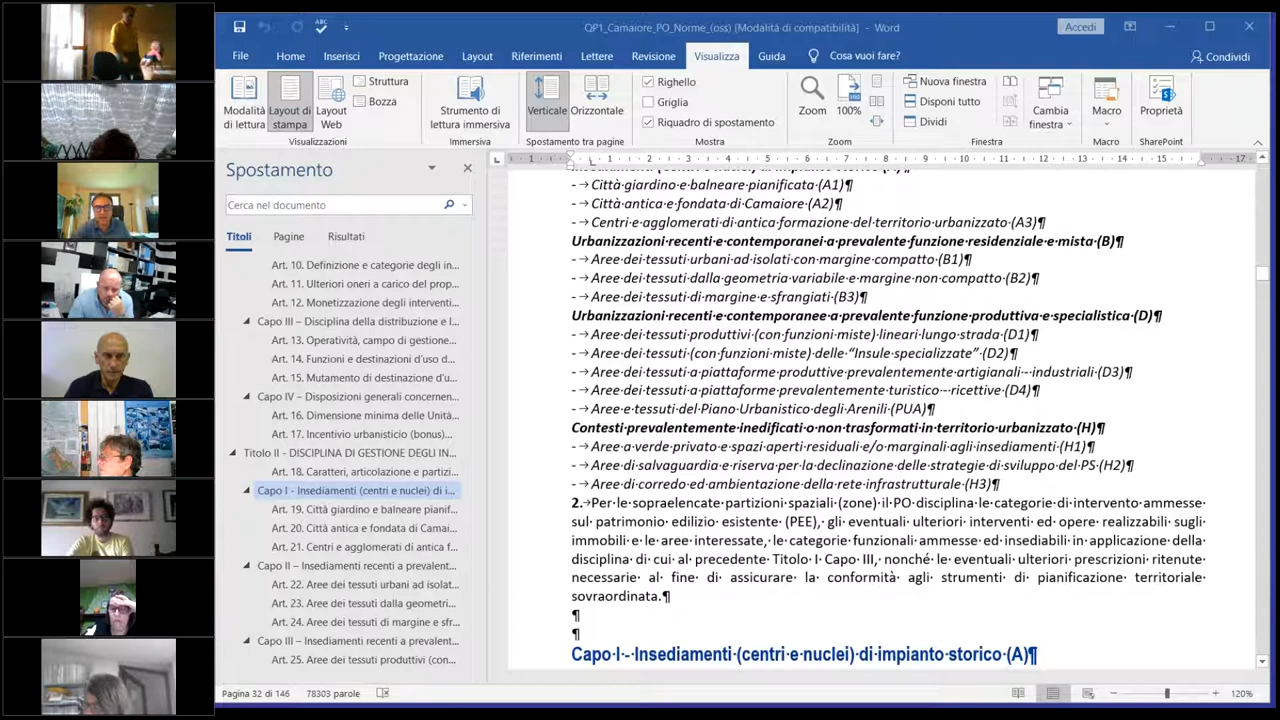 QP1_Camaiore_PO_Norme_(oss) [Modalità di compatibilità] - Word
Accedi
File Home Inserisci Progettazione Layout Riferimenti Lettere Revisione Visualizza Guida Cosa vuoi fare? Condividi
Modalità di lettura
Layout di stampa
Layout Web
Struttura
Bozza
Visualizzazioni
Strumento di lettura immersiva
Immersiva
Verticale
Orizzontale
Spostamento tra pagine
Righello
Griglia
Riquadro di spostamento
Mostra
Zoom
100%
Zoom
Nuova finestra
Disponi tutto
Dividi
Cambia finestra
Finestra
Macro
Macro
Proprietà
SharePoint
Spostamento
Cerca nel documento
Titoli Pagine Risultati
Art. 10. Definizione e categorie degli in...
Art. 11. Ulteriori oneri a carico del prop...
Art. 12. Monetizzazione degli interventi...
Capo III – Disciplina della distribuzione e l...
Art. 13. Operatività, campo di gestione...
Art. 14. Funzioni e destinazioni d'uso d...
Art. 15. Mutamento di destinazione d'u...
Capo IV – Disposizioni generali concernen...
Art. 16. Dimensione minima delle Unità...
Art. 17. Incentivo urbanistico (bonus)...
Titolo II - DISCIPLINA DI GESTIONE DEGLI IN...
Art. 18. Caratteri, articolazione e partizi...
Capo I - Insediamenti (centri e nuclei) di i...
Art. 19. Città giardino e balneare pianif...
Art. 20. Città antica e fondata di Camai...
Art. 21. Centri e agglomerati di antica f...
Capo II – Insediamenti recenti a prevalent...
Art. 22. Aree dei tessuti urbani ad isolat...
Art. 23. Aree dei tessuti dalla geometri...
Art. 24. Aree dei tessuti di margine e sfr...
Capo III – Insediamenti recenti a prevalent...
Art. 25. Aree dei tessuti produttivi (con...
1 1 2 3 4 5 6 7 8 9 10 11 12 13 14 15 17
-→Città·giardino·e·balneare·pianificata·(A1)¶
-→Città·antica·e·fondata·di·Camaiore·(A2)¶
-→Centri·e·agglomerati·di·antica·formazione·del·territorio·urbanizzato·(A3)¶
Urbanizzazioni·recenti·e·contemporanei·a·prevalente·funzione·residenziale·e·mista·(B)¶
-→Aree·dei·tessuti·urbani·ad·isolati·con·margine·compatto·(B1)¶
-→Aree·dei·tessuti·dalla·geometria·variabile·e·margine·non·compatto·(B2)¶
-→Aree·dei·tessuti·di·margine·e·sfrangiati·(B3)¶
Urbanizzazioni·recenti·e·contemporanee·a·prevalente·funzione·produttiva·e·specialistica·(D)¶
-→Aree·dei·tessuti·produttivi·(con·funzioni·miste)·lineari·lungo·strada·(D1)¶
-→Aree·dei·tessuti·(con·funzioni·miste)·delle·“Insule·specializzate”·(D2)¶
-→Aree·dei·tessuti·a·piattaforme·produttive·prevalentemente·artigianali·-·industriali·(D3)¶
-→Aree·dei·tessuti·a·piattaforme·prevalentemente·turistico·-·ricettive·(D4)¶
-→Aree·e·tessuti·del·Piano·Urbanistico·degli·Arenili·(PUA)¶
Contesti·prevalentemente·inedificati·o·non·trasformati·in·territorio·urbanizzato·(H)¶
-→Aree·a·verde·privato·e·spazi·aperti·residuali·e/o·marginali·agli·insediamenti·(H1)¶
-→Aree·di·salvaguardia·e·riserva·per·la·declinazione·delle·strategie·di·sviluppo·del·PS·(H2)¶
-→Aree·di·corredo·ed·ambientazione·della·rete·infrastrutturale·(H3)¶
2.→Per·le·sopraelencate·partizioni·spaziali·(zone)·il·PO·disciplina·le·categorie·di·intervento·ammesse·
sul·patrimonio·edilizio·esistente·(PEE),·gli·eventuali·ulteriori·interventi·ed·opere·realizzabili·sugli·
immobili·e·le·aree·interessate,·le·categorie·funzionali·ammesse·ed·insediabili·in·applicazione·della·
disciplina·di·cui·al·precedente·Titolo·I·Capo·III,·nonché·le·eventuali·ulteriori·prescrizioni·ritenute·
necessarie·al·fine·di·assicurare·la·conformità·agli·strumenti·di·pianificazione·territoriale·
sovraordinata.¶
¶
¶
Capo·I·-·Insediamenti·(centri·e·nuclei)·di·impianto·storico·(A)¶
Pagina 32 di 146 78303 parole 120%